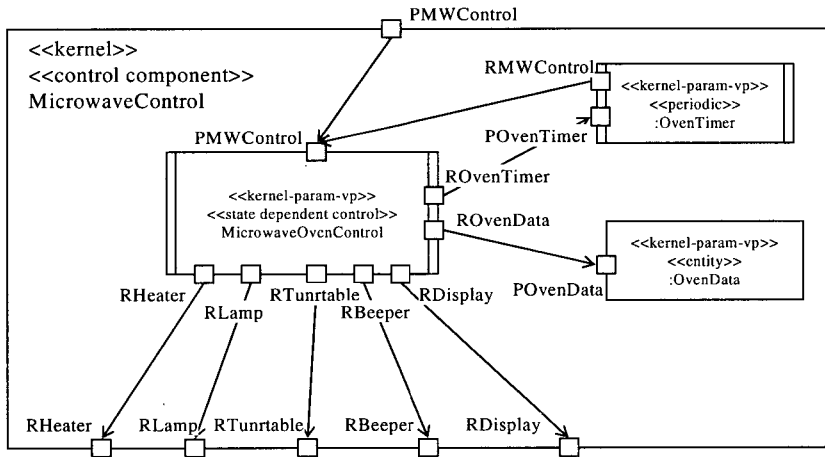 PMWControl
<<kernel>>
<<control component>>
MicrowaveControl
RMWControl
<<kernel-param-vp>>
<<periodic>>
:OvenTimer
PMWControl
POvenTimer
ROvenTimer
<<kernel-param-vp>>
<<state dependent control>>
MicrowaveOvenControl
ROvenData
<<kernel-param-vp>>
<<entity>>
:OvenData
POvenData
RHeater
RLamp
RTunrtable
RBeeper
RDisplay
RHeater
RLamp
RTunrtable
RBeeper
RDisplay